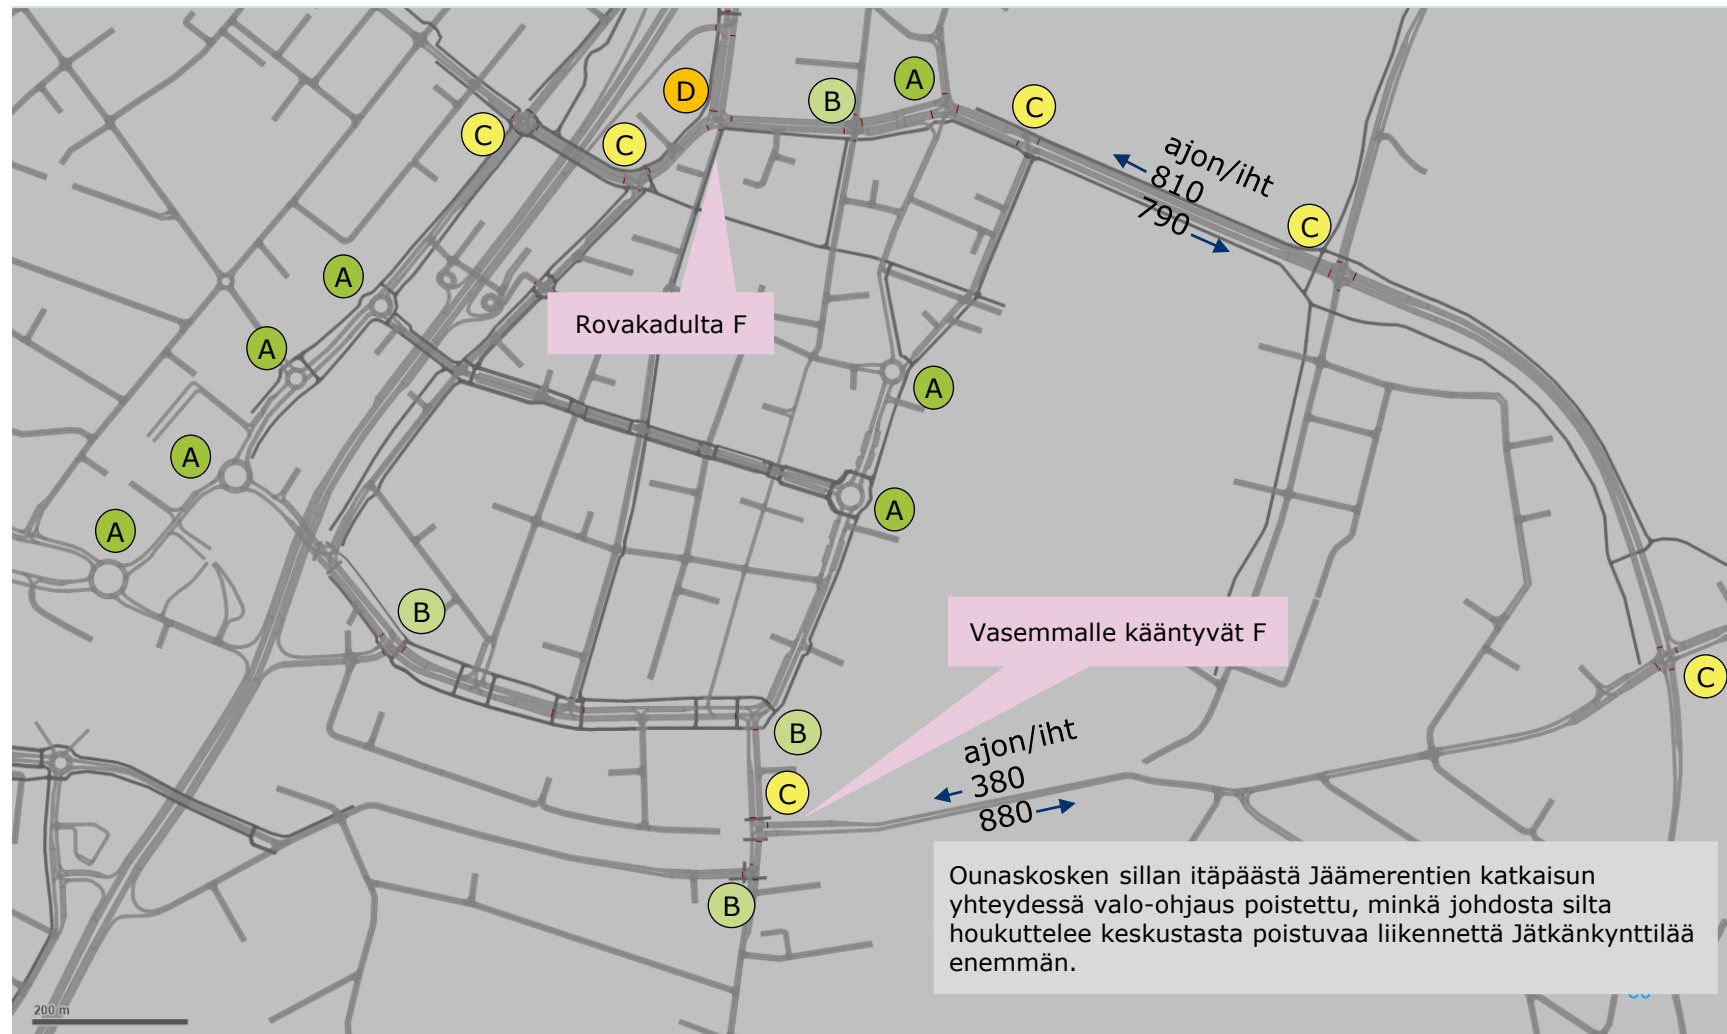 A
D
B
C
C
C
ajon/iht
810
790
C
A
Rovakadulta F
A
A
A
A
A
B
Vasemmalle kääntyvät F
C
B
ajon/iht
380
880
C
B
Ounaskosken sillan itäpäästä Jäämerentien katkaisun
yhteydessä valo-ohjaus poistettu, minkä johdosta silta
houkuttelee keskustasta poistuvaa liikennettä Jätkänkynttilää
enemmän.
200 m